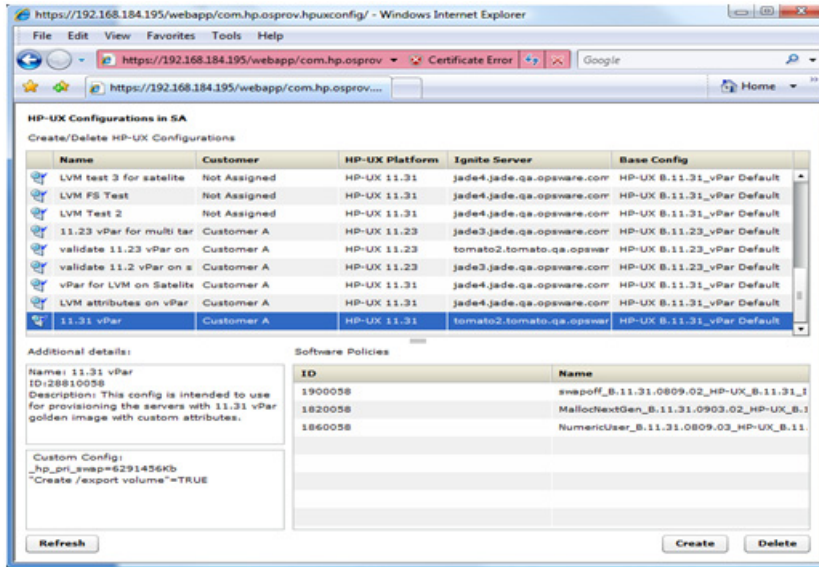 https://192.168.184.195/webapp/com.hp.osprov.hpuxconfig/ - Windows Internet Explorer
File Edit View Favorites Tools Help
https://192.168.184.195/webapp/com.hp.osprov Certificate Error Google
https://192.168.184.195/webapp/com.hp.osprov.... Home
HP-UX Configurations in SA
Create/Delete HP-UX Configurations
Name Customer HP-UX Platform Ignite Server Base Config
LVM test 3 for satelite Not Assigned HP-UX 11.31 jade4.jade.qa.opsware.com HP-UX B.11.31_vPar Default
LVM FS Test Not Assigned HP-UX 11.31 jade4.jade.qa.opsware.com HP-UX B.11.31_vPar Default
LVM Test 2 Not Assigned HP-UX 11.31 jade4.jade.qa.opsware.com HP-UX B.11.31_vPar Default
11.23 vPar for multi tar Customer A HP-UX 11.23 jade3.jade.qa.opsware.com HP-UX B.11.23_vPar Default
validate 11.23 vPar on Customer A HP-UX 11.23 tomato2.tomato.qa.opswar HP-UX B.11.23_vPar Default
validate 11.2 vPar on s Customer A HP-UX 11.23 jade3.jade.qa.opsware.com HP-UX B.11.23_vPar Default
vPar for LVM on Satelite Customer A HP-UX 11.31 jade4.jade.qa.opsware.com HP-UX B.11.31_vPar Default
LVM attributes on vPar Customer A HP-UX 11.31 jade4.jade.qa.opsware.com HP-UX B.11.31_vPar Default
11.31 vPar Customer A HP-UX 11.31 tomato2.tomato.qa.opswar HP-UX B.11.31_vPar Default
Additional details:
Name: 11.31 vPar
ID:28810058
Description: This config is intended to use
for provisioning the servers with 11.31 vPar
golden image with custom attributes.
Custom Config:
_hp_pri_swap=6291456Kb
"Create /export volume"=TRUE
Software Policies
ID Name
1900058 swapoff_B.11.31.0809.02_HP-UX_B.11.31_I
1820058 MallocNextGen_B.11.31.0903.02_HP-UX_B.1
1860058 NumericUser_B.11.31.0809.03_HP-UX_B.11.
Refresh Create Delete